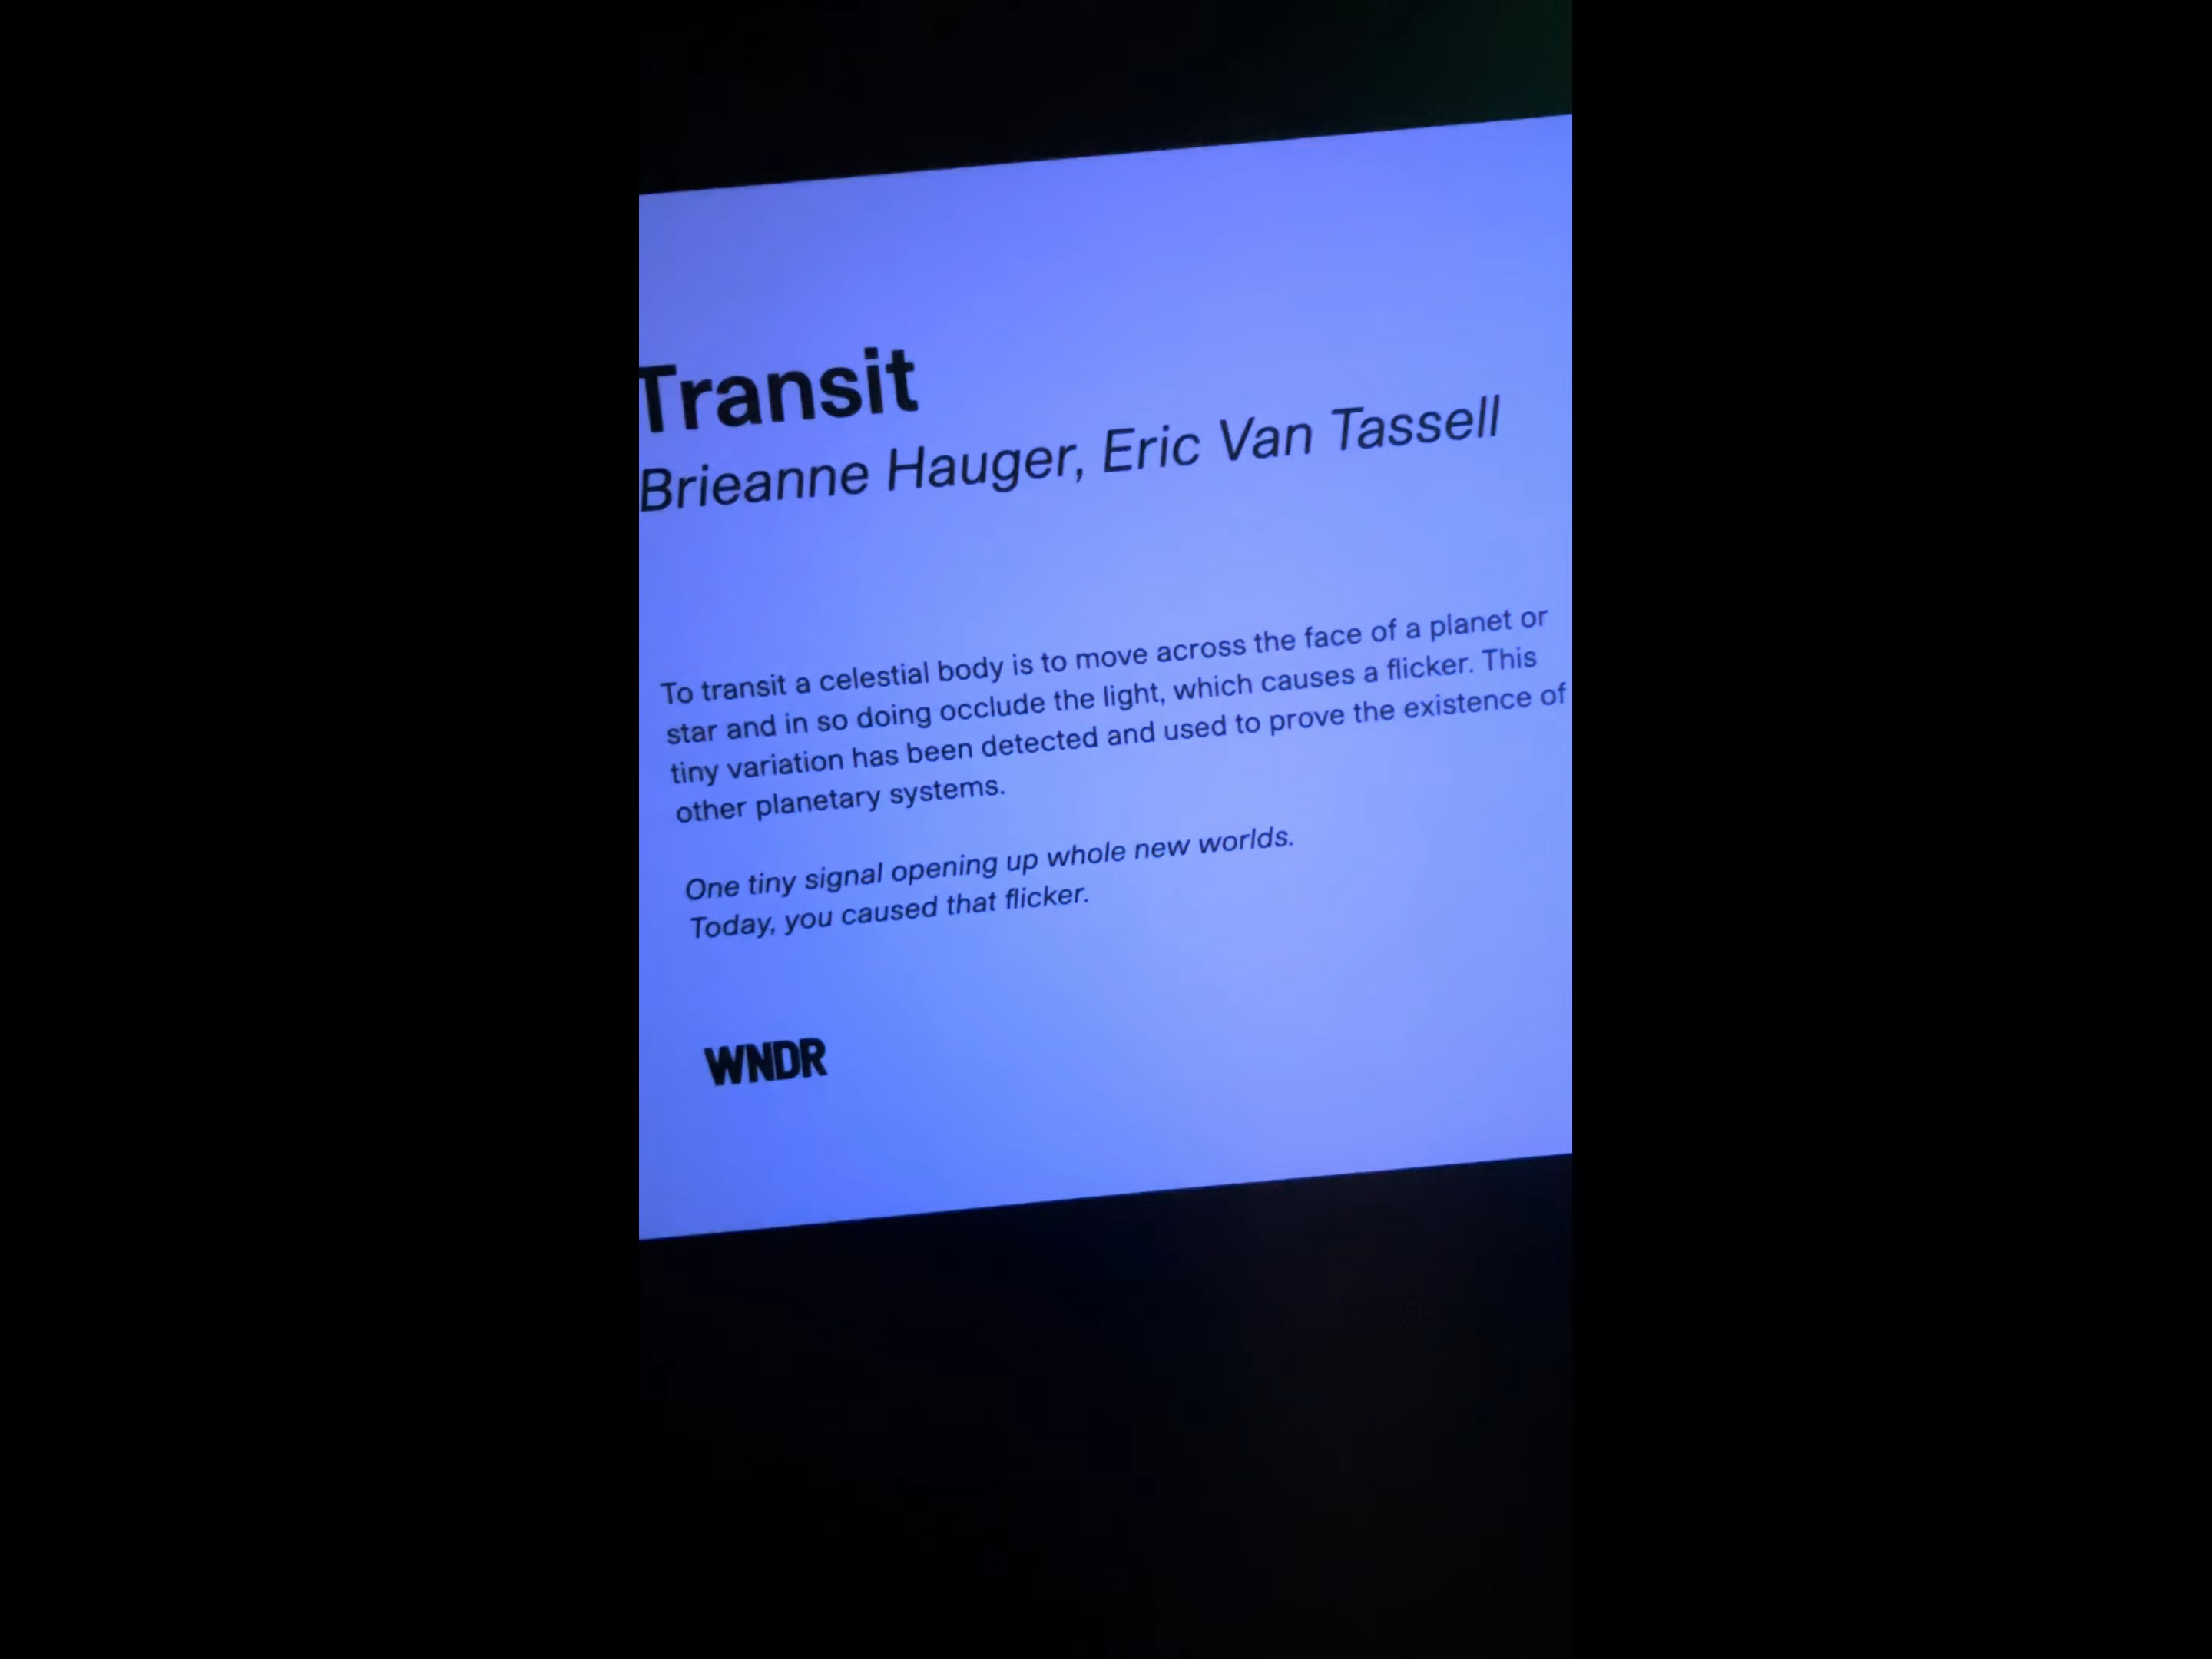 Transit
Brieanne Hauger, Eric Van Tassell
To transit a celestial body is to move across the face of a planet or
star and in so doing occlude the light, which causes a flicker. This
tiny variation has been detected and used to prove the existence of
other planetary systems.
One tiny signal opening up whole new worlds.
Today, you caused that flicker.
WNDR